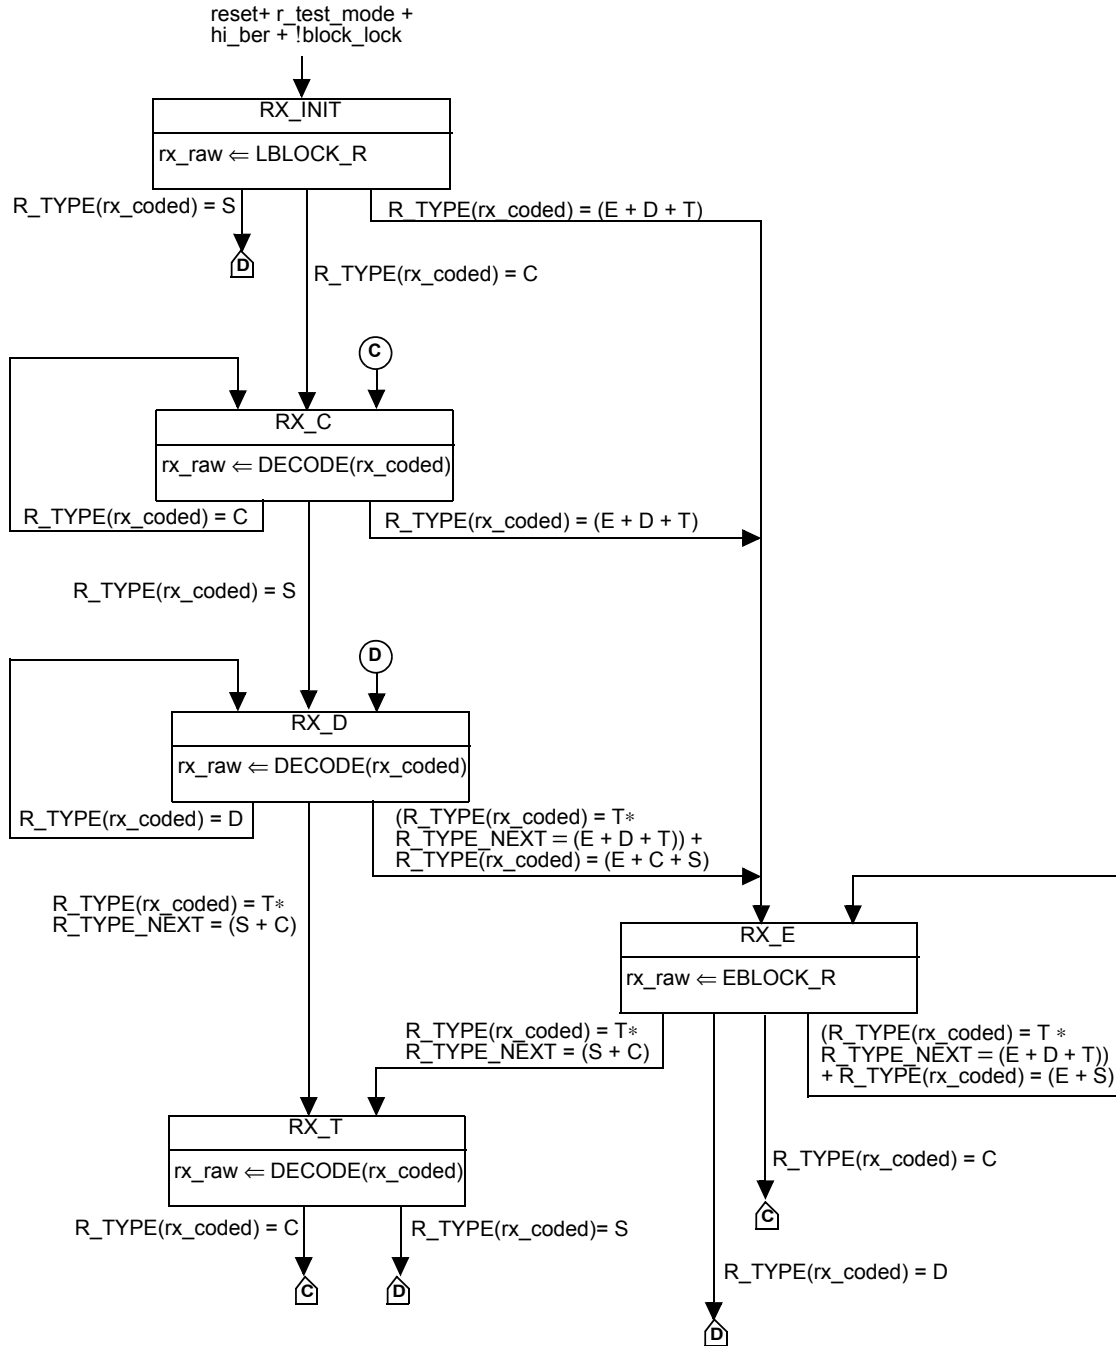 reset+ r_test_mode +
hi_ber + !block_lock
RX_INIT
rx_raw ⇐ LBLOCK_R
R_TYPE(rx_coded) = S
R_TYPE(rx_coded) = (E + D + T)
D
R_TYPE(rx_coded) = C
C
RX_C
rx_raw ⇐ DECODE(rx_coded)
R_TYPE(rx_coded) = C
R_TYPE(rx_coded) = (E + D + T)
R_TYPE(rx_coded) = S
D
RX_D
rx_raw ⇐ DECODE(rx_coded)
R_TYPE(rx_coded) = D
(R_TYPE(rx_coded) = T*
R_TYPE_NEXT = (E + D + T)) +
R_TYPE(rx_coded) = (E + C + S)
R_TYPE(rx_coded) = T*
R_TYPE_NEXT = (S + C)
RX_E
rx_raw ⇐ EBLOCK_R
R_TYPE(rx_coded) = T*
R_TYPE_NEXT = (S + C)
(R_TYPE(rx_coded) = T *
R_TYPE_NEXT = (E + D + T))
+ R_TYPE(rx_coded) = (E + S)
RX_T
rx_raw ⇐ DECODE(rx_coded)
R_TYPE(rx_coded) = C
C
R_TYPE(rx_coded) = C
R_TYPE(rx_coded)= S
C
D
R_TYPE(rx_coded) = D
D